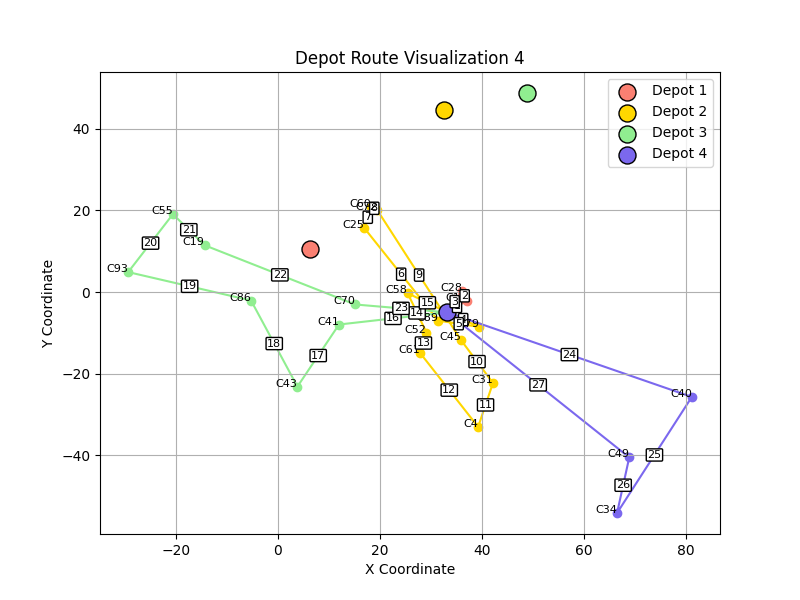 Depot Route Visualization 4
Depot 1
Depot 2
Depot 3
Depot 4
Y Coordinate
40
20
0
−20
−40
C60
C55
7
C25
21
C19
20
C93
6
9
22
19
C28
2
C58
C86
C70
3
15
23
14
16
C41
5
C52
18
13
C45
C61
17
10
24
C31
C43
12
27
C40
11
C4
C49
25
26
C34
−20
0
20
40
60
80
X Coordinate